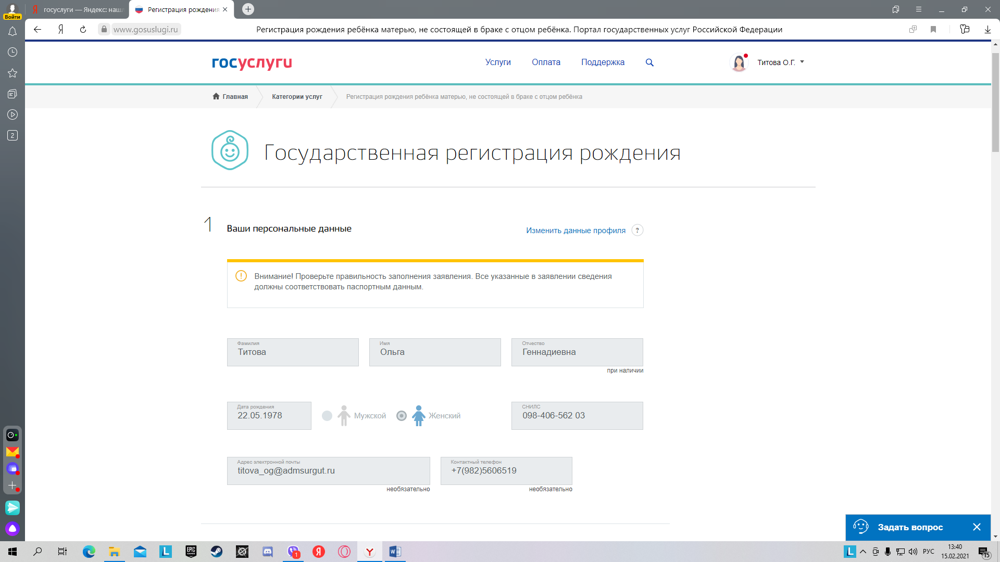 Войти
госуслуги — Яндекс: наш
Регистрация рождения
www.gosuslugi.ru
Регистрация рождения ребёнка матерью, не состоящей в браке с отцом ребёнка. Портал государственных услуг Российской Федерации
2
госуслуги
Услуги
Оплата
Поддержка
Титова О.Г.
Главная
Категории услуг
Регистрация рождения ребёнка матерью, не состоящей в браке с отцом ребёнка
Государственная регистрация рождения
1
Ваши персональные данные
Изменить данные профиля
?
Внимание! Проверьте правильность заполнения заявления. Все указанные в заявлении сведения
должны соответствовать паспортным данным.
Фамилия
Титова
Имя
Ольга
Отчество
Геннадиевна
при наличии
Дата рождения
22.05.1978
Мужской
Женский
СНИЛС
098-406-562 03
Адрес электронной почты
titova_og@admsurgut.ru
необязательно
Контактный телефон
+7(982)5606519
необязательно
Задать вопрос
EPIC
GAMES
1
РУС
13:40
15.02.2021
15